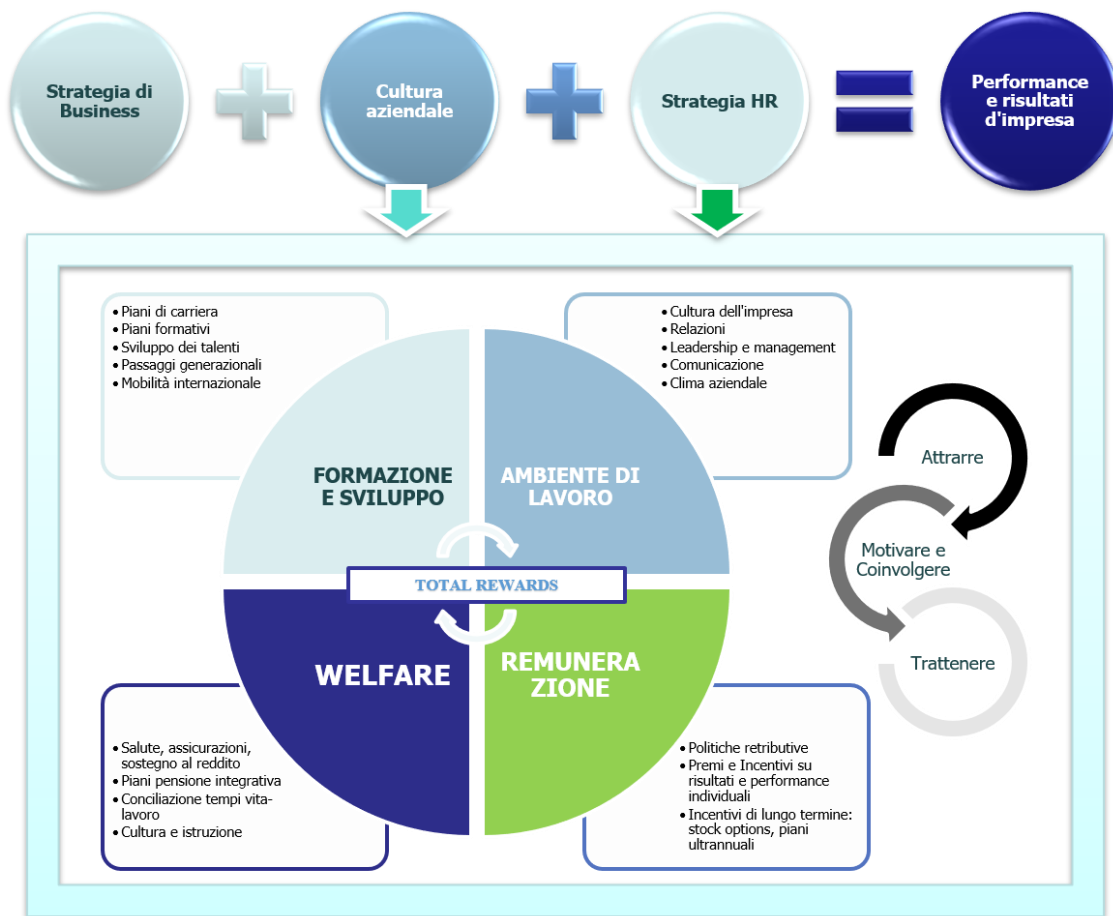 Strategia di
Business
Cultura
aziendale
Strategia HR
Performance
e risultati
d'impresa
• Piani di carriera
• Piani formativi
• Sviluppo dei talenti
• Passaggi generazionali
• Mobilità internazionale
• Cultura dell'impresa
• Relazioni
• Leadership e management
• Comunicazione
• Clima aziendale
FORMAZIONE
E SVILUPPO
AMBIENTE DI
LAVORO
TOTAL REWARDS
WELFARE
REMUNERA
ZIONE
• Salute, assicurazioni,
sostegno al reddito
• Piani pensione integrativa
• Conciliazione tempi vita-
lavoro
• Cultura e istruzione
• Politiche retributive
• Premi e Incentivi su
risultati e performance
individuali
• Incentivi di lungo termine:
stock options, piani
ultrannuali
Attrarre
Motivare e
Coinvolgere
Trattenere